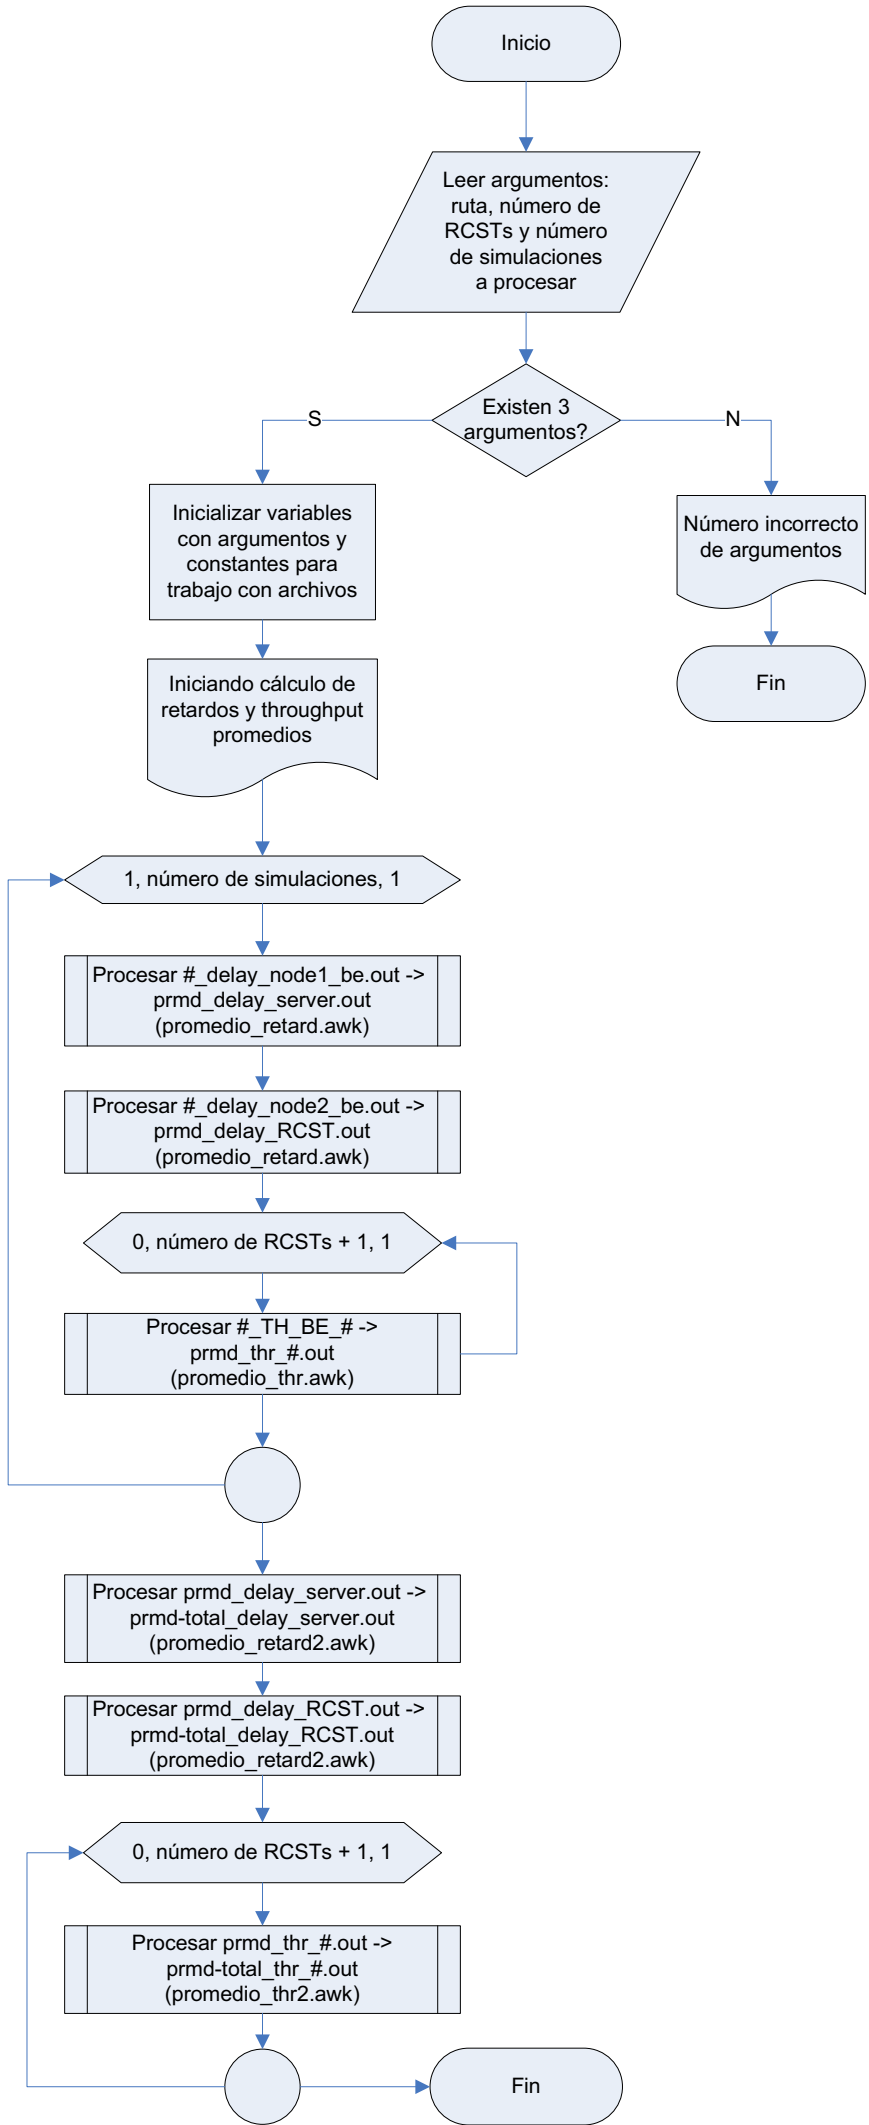 Inicio
Leer argumentos:
ruta, número de
RCSTs y número
de simulaciones
a procesar
Existen 3
argumentos?
S
N
Inicializar variables
con argumentos y
constantes para
trabajo con archivos
Número incorrecto
de argumentos
Fin
Iniciando cálculo de
retardos y throughput
promedios
1, número de simulaciones, 1
Procesar #_delay_node1_be.out ->
prmd_delay_server.out
(promedio_retard.awk)
Procesar #_delay_node2_be.out ->
prmd_delay_RCST.out
(promedio_retard.awk)
0, número de RCSTs + 1, 1
Procesar #_TH_BE_# ->
prmd_thr_#.out
(promedio_thr.awk)
Procesar prmd_delay_server.out ->
prmd-total_delay_server.out
(promedio_retard2.awk)
Procesar prmd_delay_RCST.out ->
prmd-total_delay_RCST.out
(promedio_retard2.awk)
0, número de RCSTs + 1, 1
Procesar prmd_thr_#.out ->
prmd-total_thr_#.out
(promedio_thr2.awk)
Fin